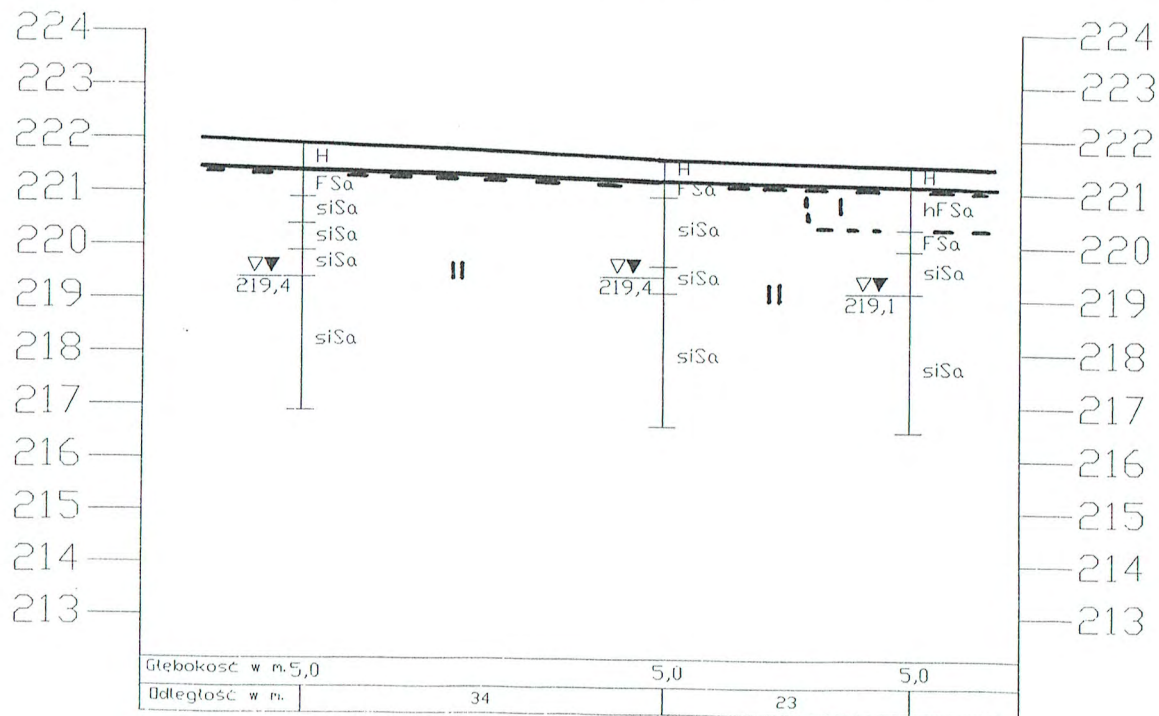 224 224
223 223
222 222
H H H
221 FSa FSa 221
siSa hFSa
220 siSa siSa FSa 220
siSa siSa siSa
219,4 II 219,4 II 219,1
219 219
218 siSa siSa siSa 218
217 217
216 216
215 215
214 214
213 213
Głębokość w m. 5,0 5,0 5,0
Odległość w m. 34 23